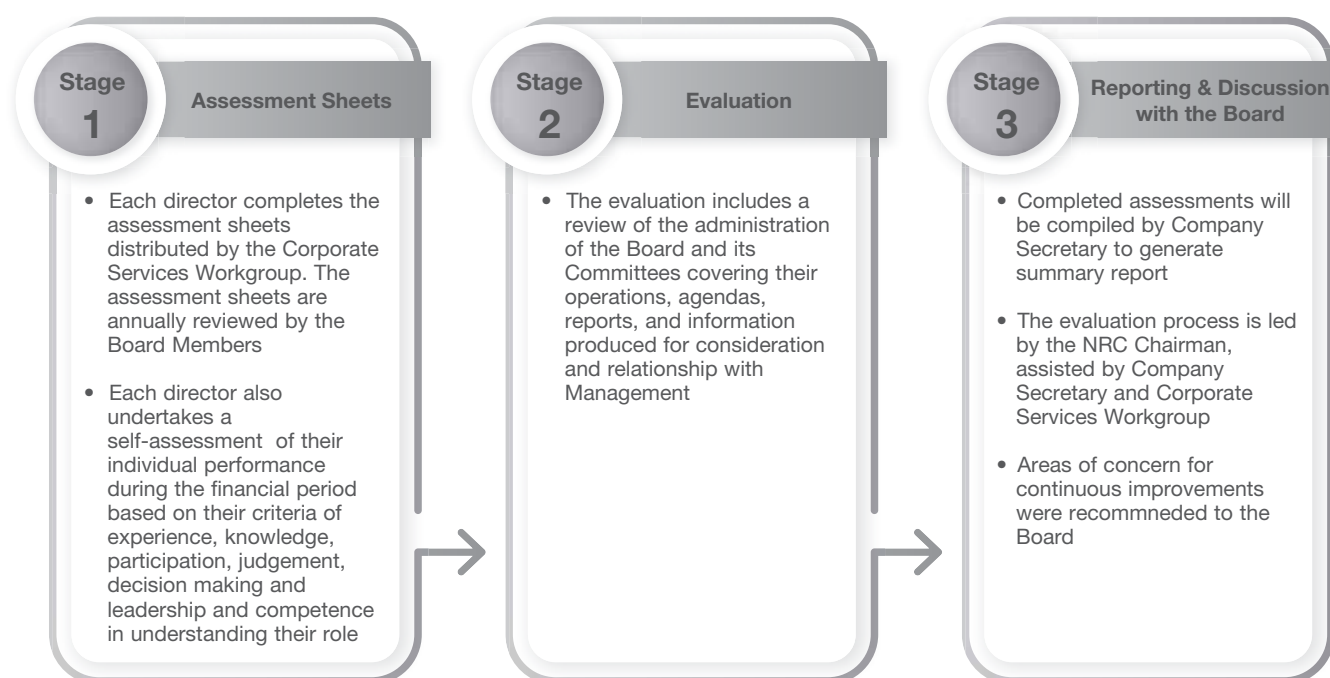 Stage
1
Assessment Sheets
• Each director completes the
assessment sheets
distributed by the Corporate
Services Workgroup. The
assessment sheets are
annually reviewed by the
Board Members
• Each director also
undertakes a
self-assessment of their
individual performance
during the financial period
based on their criteria of
experience, knowledge,
participation, judgement,
decision making and
leadership and competence
in understanding their role
Stage
2
Evaluation
• The evaluation includes a
review of the administration
of the Board and its
Committees covering their
operations, agendas,
reports, and information
produced for consideration
and relationship with
Management
Stage
3
Reporting & Discussion
with the Board
• Completed assessments will
be compiled by Company
Secretary to generate
summary report
• The evaluation process is led
by the NRC Chairman,
assisted by Company
Secretary and Corporate
Services Workgroup
• Areas of concern for
continuous improvements
were recommneded to the
Board